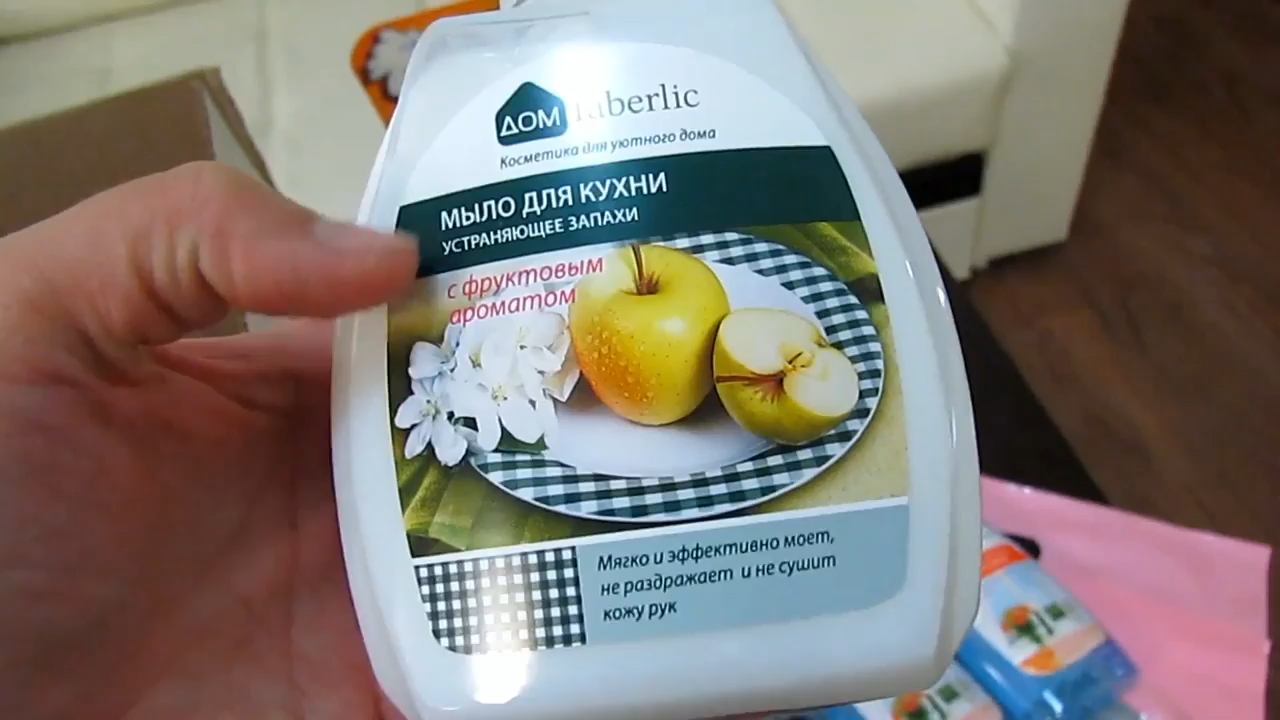 ДОМ faberlic
Косметика для уютного дома
МЫЛО ДЛЯ КУХНИ
УСТРАНЯЮЩЕЕ ЗАПАХИ
с фруктовым
ароматом
Мягко и эффективно моет,
не раздражает и не сушит
кожу рук